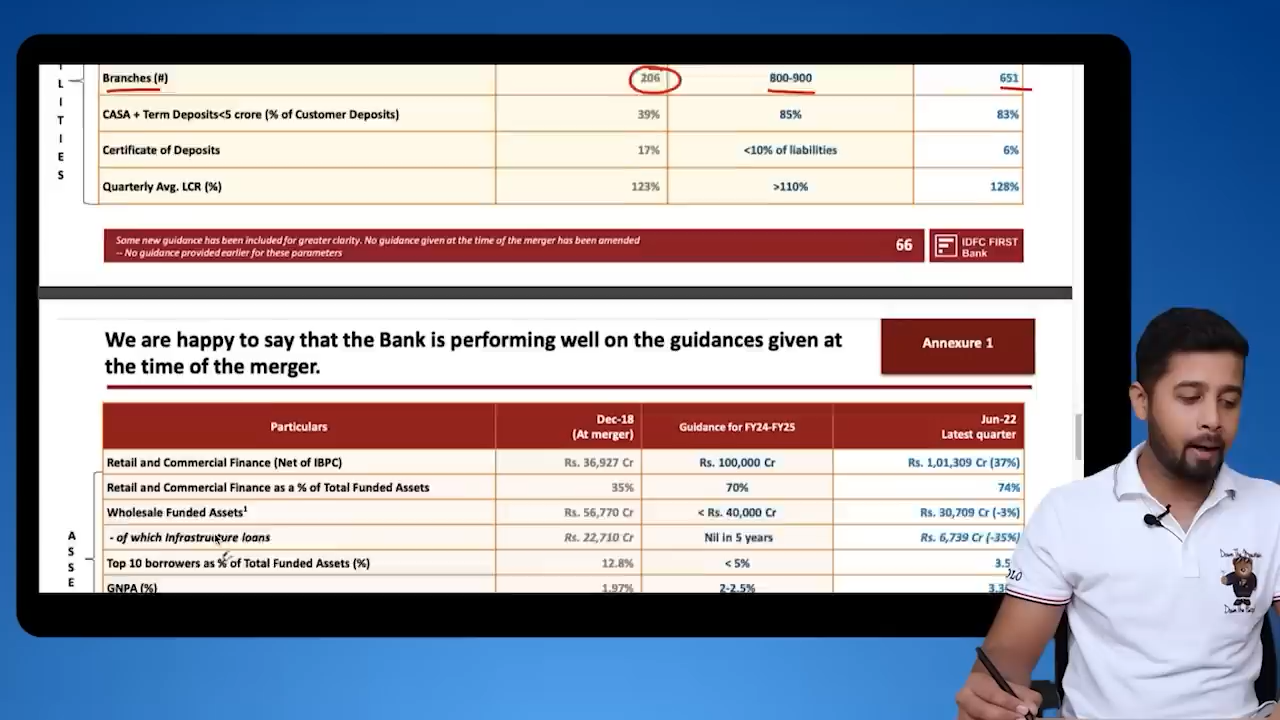 L
I
T
I
E
S
Branches (#) 206 800-900 651
CASA + Term Deposits<5 crore (% of Customer Deposits) 39% 85% 83%
Certificate of Deposits 17% <10% of liabilities 6%
Quarterly Avg. LCR (%) 123% >110% 128%
Some new guidance has been included for greater clarity. No guidance given at the time of the merger has been amended
-- No guidance provided earlier for these parameters
66
IDFC FIRST
Bank
We are happy to say that the Bank is performing well on the guidances given at
the time of the merger.
Annexure 1
Particulars Dec-18 Guidance for FY24-FY25 Jun-22
(At merger) Latest quarter
Retail and Commercial Finance (Net of IBPC) Rs. 36,927 Cr Rs. 100,000 Cr Rs. 1,01,309 Cr (37%)
Retail and Commercial Finance as a % of Total Funded Assets 35% 70% 74%
Wholesale Funded Assets¹ Rs. 56,770 Cr < Rs. 40,000 Cr Rs. 30,709 Cr (-3%)
- of which Infrastructure loans Rs. 22,710 Cr Nil in 5 years Rs. 6,739 Cr (-35%)
Top 10 borrowers as % of Total Funded Assets (%) 12.8% < 5% 3.5
GNPA (%) 1.97% 2-2.5% 3.3
A
S
S
E